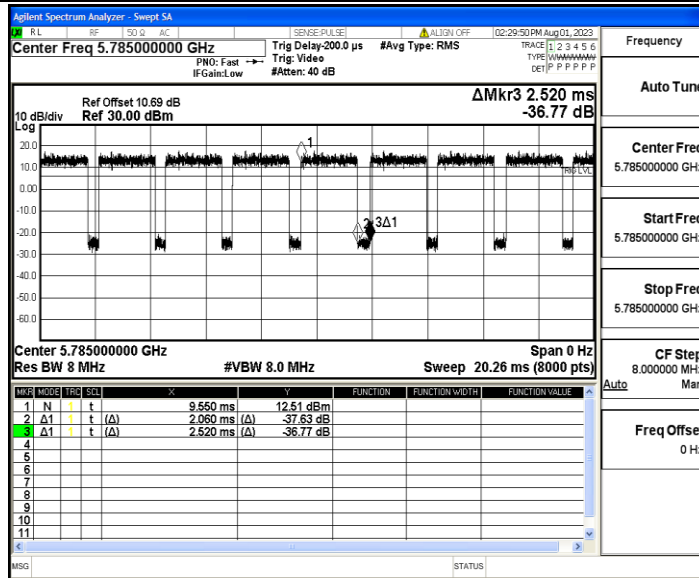 Agilent Spectrum Analyzer - Swept SA
RL RF 50 Ω AC SENSE:PULSE ALIGN OFF 02:29:50 PM Aug 01, 2023
Center Freq 5.785000000 GHz
PNO: Fast
IFGain:Low
Trig Delay-200.0 µs
Trig: Video
#Atten: 40 dB
#Avg Type: RMS
TRACE 1 2 3 4 5 6
TYPE WWWWWW
DET P P P P P P
Ref Offset 10.69 dB
10 dB/div Ref 30.00 dBm
Log
ΔMkr3 2.520 ms
-36.77 dB
20.0
10.0
0.00
-10.0
-20.0
-30.0
-40.0
-50.0
-60.0
1
TRIG LVL
2 3Δ1
Center 5.785000000 GHz Span 0 Hz
Res BW 8 MHz #VBW 8.0 MHz Sweep 20.26 ms (8000 pts)
MKR MODE TRC SCL X Y FUNCTION FUNCTION WIDTH FUNCTION VALUE
1 N 1 t 9.550 ms 12.51 dBm
2 Δ1 1 t (Δ) 2.060 ms (Δ) -37.63 dB
3 Δ1 1 t (Δ) 2.520 ms (Δ) -36.77 dB
4
5
6
7
8
9
10
11
MSG STATUS
Frequency
Auto Tune
Center Freq
5.785000000 GHz
Start Freq
5.785000000 GHz
Stop Freq
5.785000000 GHz
CF Step
8.000000 MHz
Auto Man
Freq Offset
0 Hz